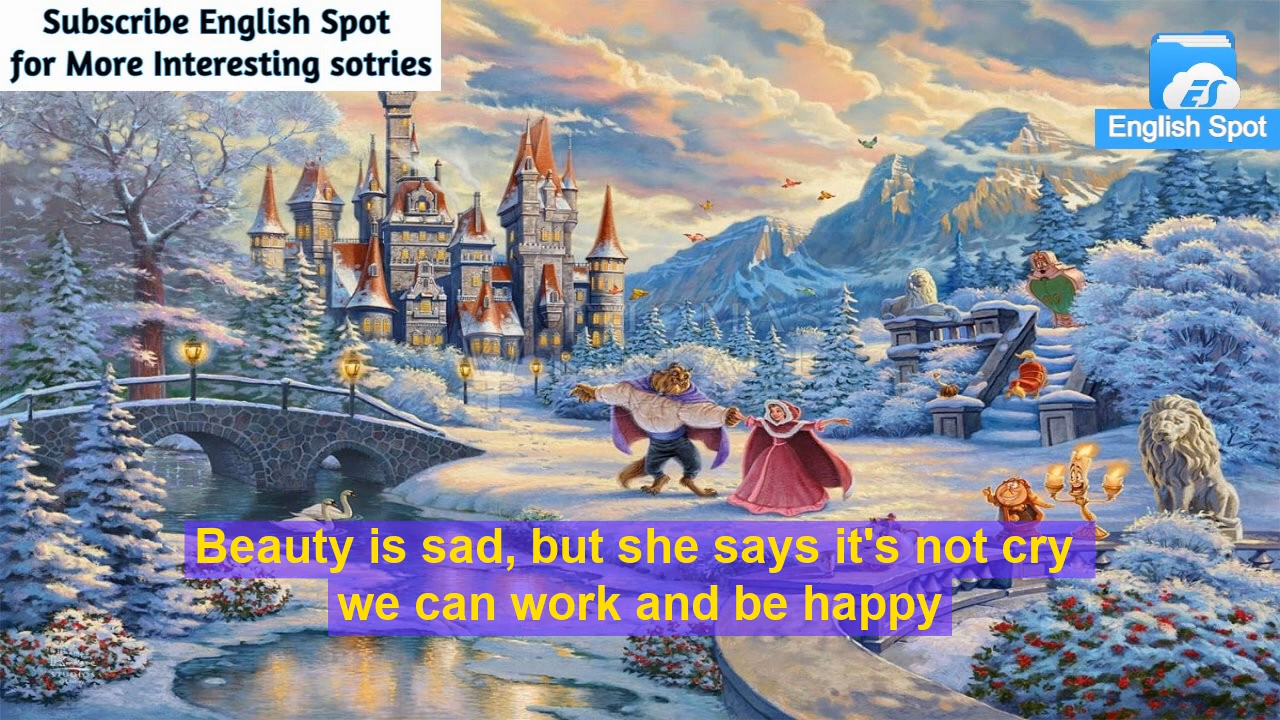 Subscribe English Spot
for More Interesting sotries
ES
English Spot
Beauty is sad, but she says it's not cry
we can work and be happy